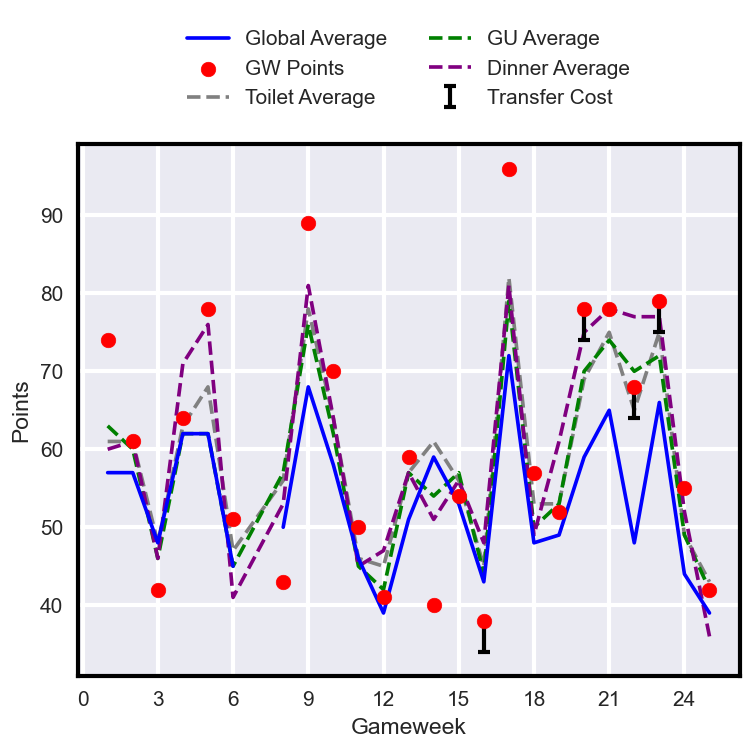 Global Average
GW Points
Toilet Average
GU Average
Dinner Average
Transfer Cost
Points
90
80
70
60
50
40
0 3 6 9 12 15 18 21 24
Gameweek